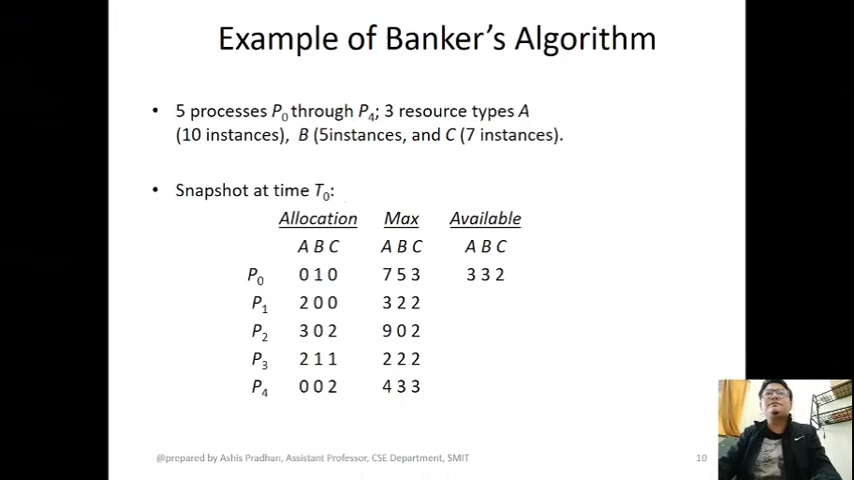 Example of Banker's Algorithm
• 5 processes P0 through P4; 3 resource types A
(10 instances), B (5instances, and C (7 instances).
• Snapshot at time T0:
Allocation Max Available
A B C A B C A B C
P0 0 1 0 7 5 3 3 3 2
P1 2 0 0 3 2 2
P2 3 0 2 9 0 2
P3 2 1 1 2 2 2
P4 0 0 2 4 3 3
@prepared by Ashis Pradhan, Assistant Professor, CSE Department, SMIT 10